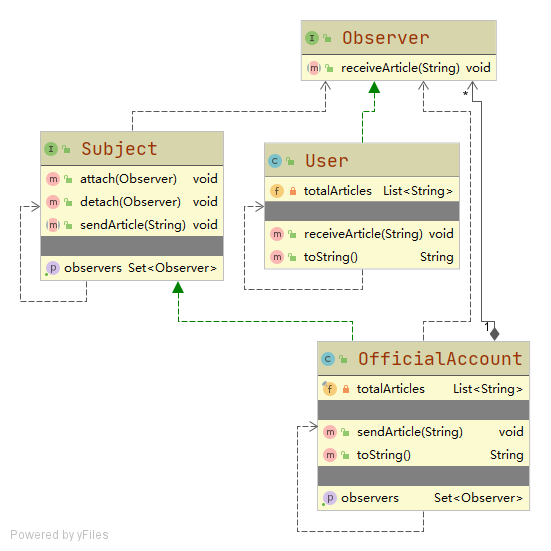 I Observer
m receiveArticle(String) void
*
I Subject
m attach(Observer) void
m detach(Observer) void
m sendArticle(String) void
p observers Set<Observer>
C User
f totalArticles List<String>
m receiveArticle(String) void
m toString() String
1
C OfficialAccount
f totalArticles List<String>
m sendArticle(String) void
m toString() String
p observers Set<Observer>
Powered by yFiles